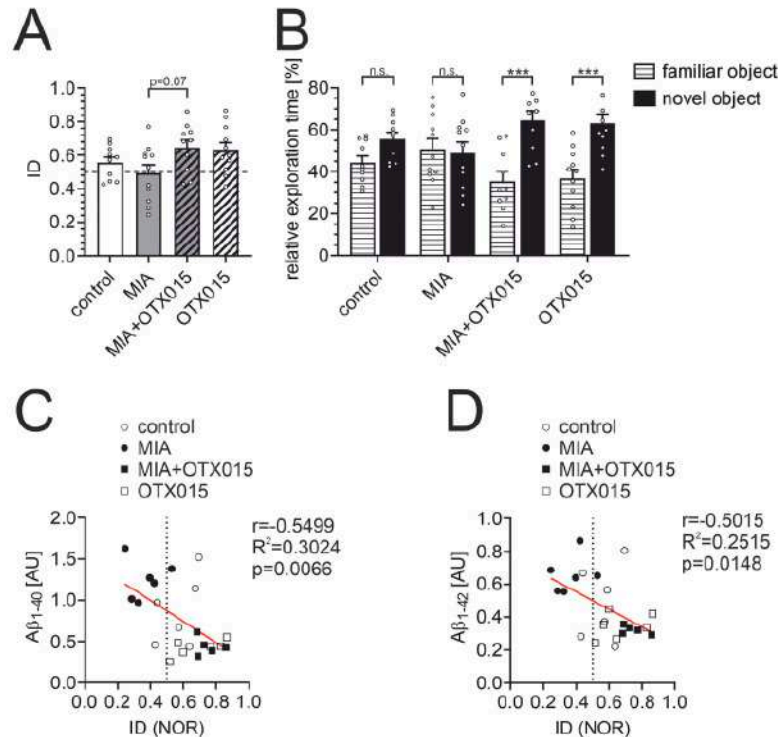 A
p=0.07
1.0
0.8
0.6
0.4
0.2
0.0
ID
control
MIA
MIA+OTX015
OTX015
B
n.s.
n.s.
***
***
familiar object
novel object
80
60
40
20
0
relative exploration time [%]
control
MIA
MIA+OTX015
OTX015
C
control
MIA
MIA+OTX015
OTX015
r=-0.5499
R²=0.3024
p=0.0066
2.0
1.5
1.0
0.5
0.0
Aβ1-40 [AU]
0.0 0.2 0.4 0.6 0.8 1.0
ID (NOR)
D
control
MIA
MIA+OTX015
OTX015
r=-0.5015
R²=0.2515
p=0.0148
1.0
0.8
0.6
0.4
0.2
0.0
Aβ1-42 [AU]
0.0 0.2 0.4 0.6 0.8 1.0
ID (NOR)